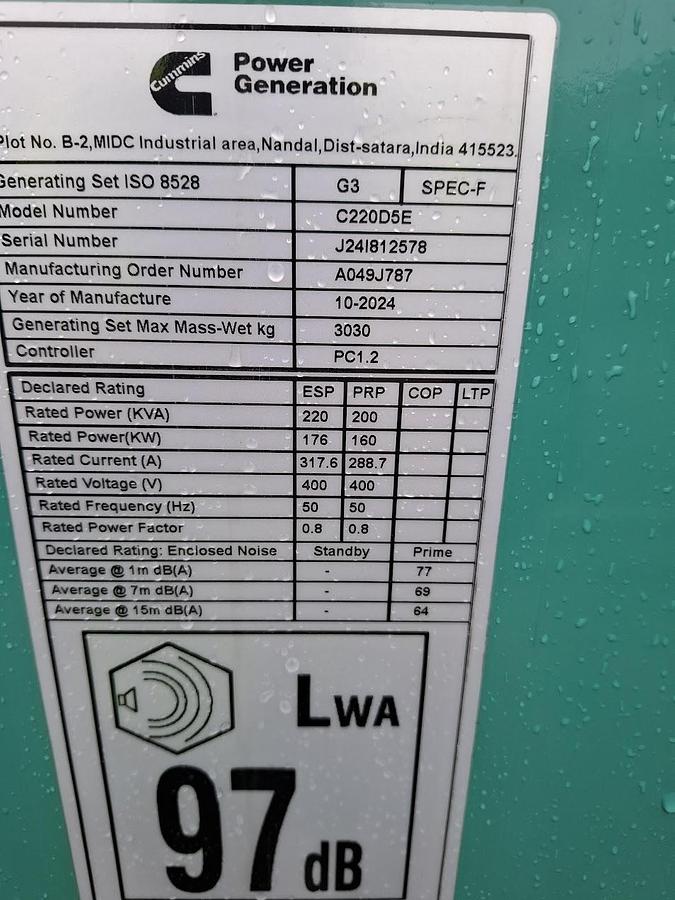 Cummins
Power
Generation
Plot No. B-2,MIDC Industrial area,Nandal,Dist-satara,India 415523.
Generating Set ISO 8528 G3 SPEC-F
Model Number C220D5E
Serial Number J24I812578
Manufacturing Order Number A049J787
Year of Manufacture 10-2024
Generating Set Max Mass-Wet kg 3030
Controller PC1.2
Declared Rating ESP PRP COP LTP
Rated Power (KVA) 220 200
Rated Power(KW) 176 160
Rated Current (A) 317.6 288.7
Rated Voltage (V) 400 400
Rated Frequency (Hz) 50 50
Rated Power Factor 0.8 0.8
Declared Rating: Enclosed Noise Standby Prime
Average @ 1m dB(A) - 77
Average @ 7m dB(A) - 69
Average @ 15m dB(A) - 64
LWA
97 dB